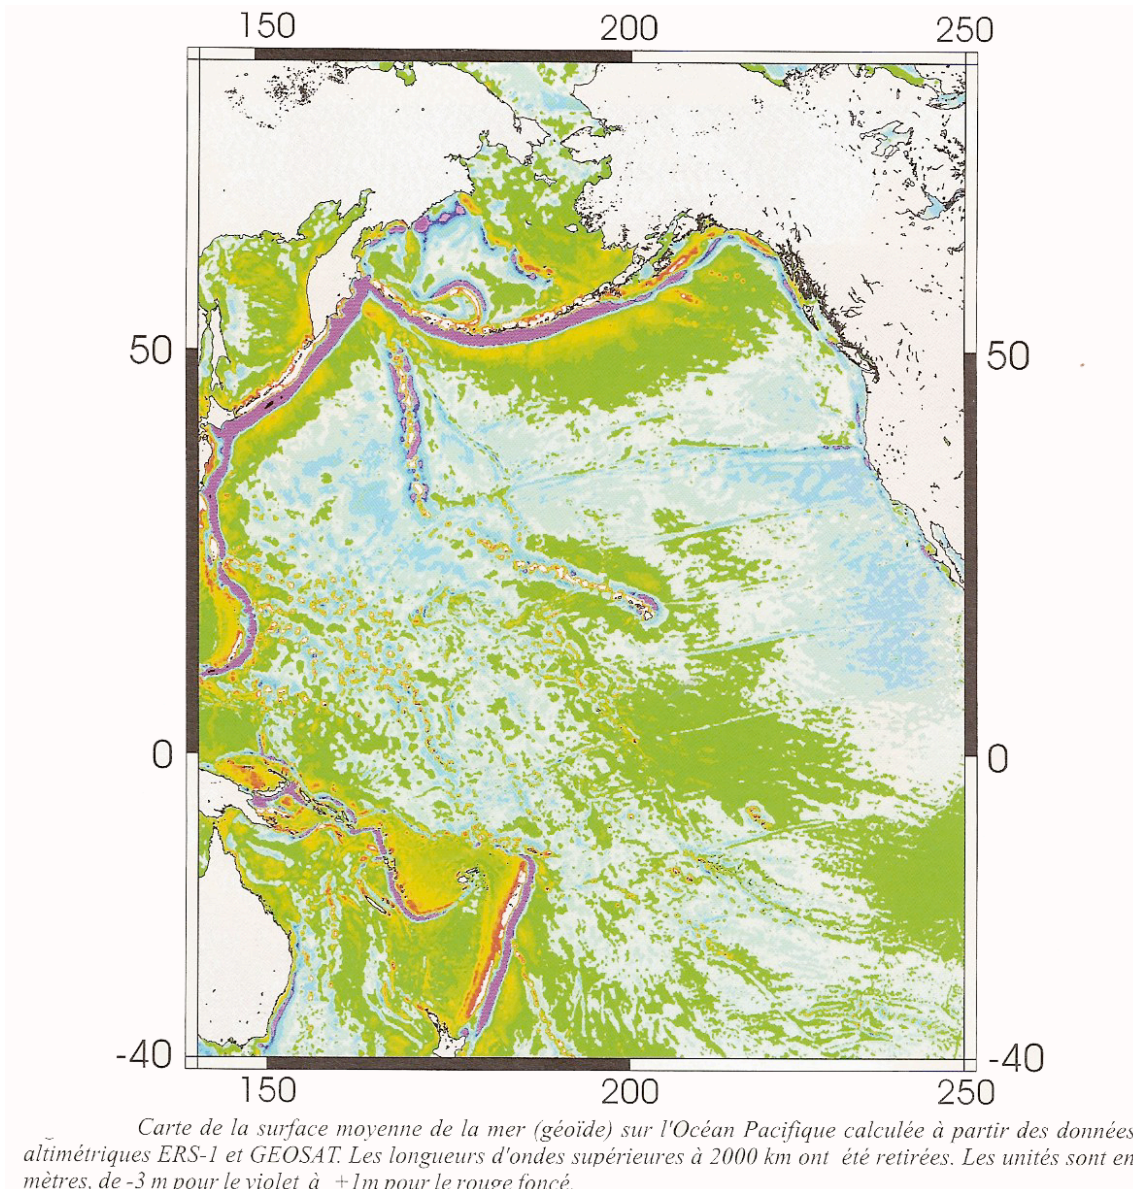 150 200 250
50 50
0 0
-40 -40
150 200 250
Carte de la surface moyenne de la mer (géoïde) sur l'Océan Pacifique calculée à partir des données
altimétriques ERS-1 et GEOSAT. Les longueurs d'ondes supérieures à 2000 km ont été retirées. Les unités sont en
mètres, de -3 m pour le violet à +1m pour le rouge foncé.